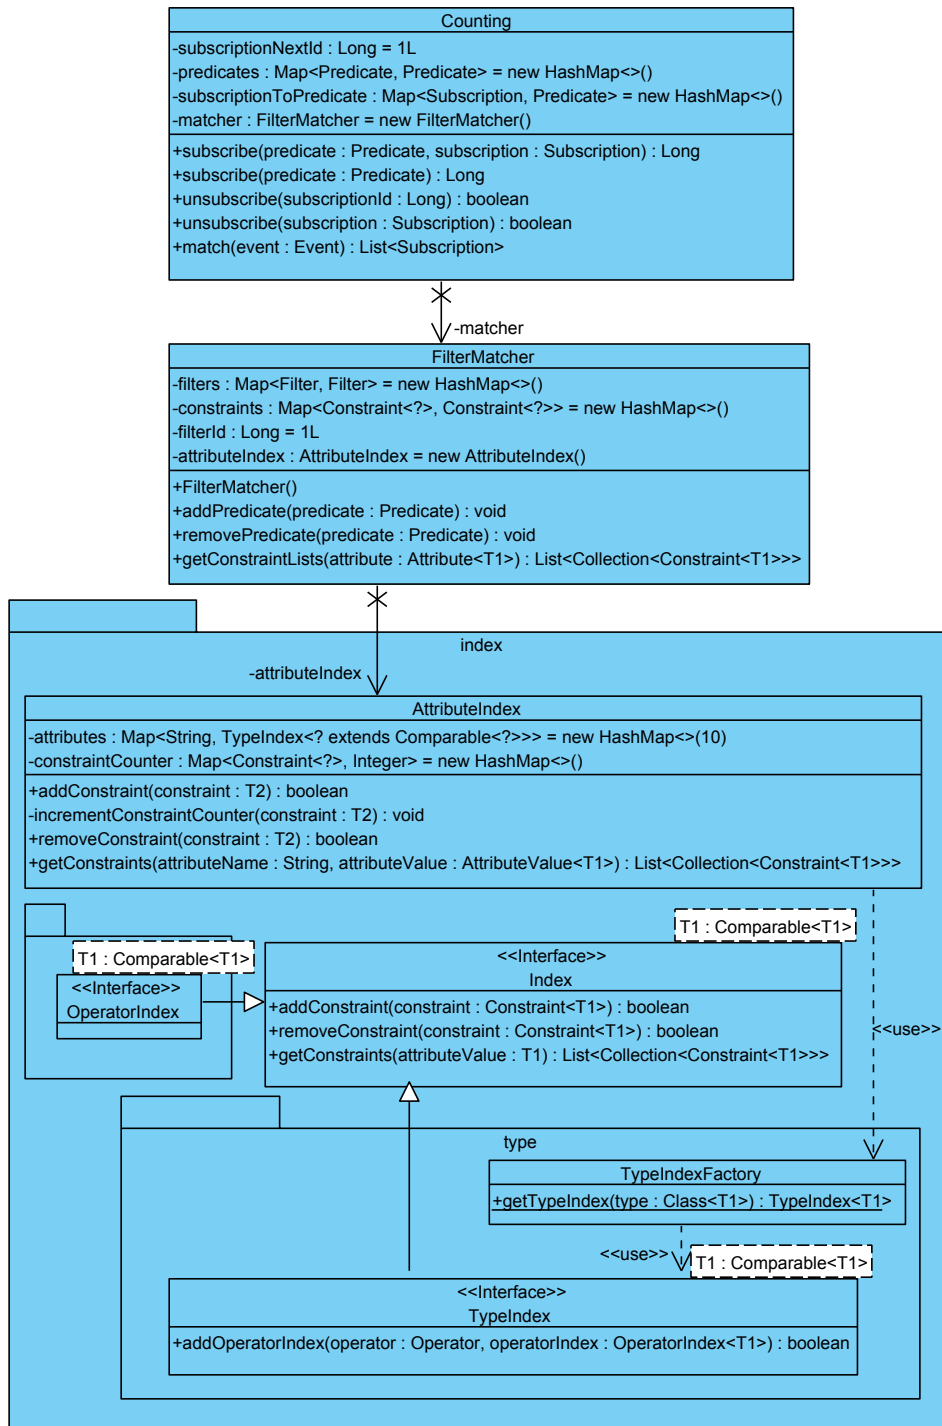 Counting
-subscriptionNextId : Long = 1L
-predicates : Map<Predicate, Predicate> = new HashMap<>()
-subscriptionToPredicate : Map<Subscription, Predicate> = new HashMap<>()
-matcher : FilterMatcher = new FilterMatcher()
+subscribe(predicate : Predicate, subscription : Subscription) : Long
+subscribe(predicate : Predicate) : Long
+unsubscribe(subscriptionId : Long) : boolean
+unsubscribe(subscription : Subscription) : boolean
+match(event : Event) : List<Subscription>
-matcher
FilterMatcher
-filters : Map<Filter, Filter> = new HashMap<>()
-constraints : Map<Constraint<?>, Constraint<?>> = new HashMap<>()
-filterId : Long = 1L
-attributeIndex : AttributeIndex = new AttributeIndex()
+FilterMatcher()
+addPredicate(predicate : Predicate) : void
+removePredicate(predicate : Predicate) : void
+getConstraintLists(attribute : Attribute<T1>) : List<Collection<Constraint<T1>>>
index
-attributeIndex
AttributeIndex
-attributes : Map<String, TypeIndex<? extends Comparable<?>>> = new HashMap<>(10)
-constraintCounter : Map<Constraint<?>, Integer> = new HashMap<>()
+addConstraint(constraint : T2) : boolean
-incrementConstraintCounter(constraint : T2) : void
+removeConstraint(constraint : T2) : boolean
+getConstraints(attributeName : String, attributeValue : AttributeValue<T1>) : List<Collection<Constraint<T1>>>
T1 : Comparable<T1>
<<Interface>>
OperatorIndex
T1 : Comparable<T1>
<<Interface>>
Index
+addConstraint(constraint : Constraint<T1>) : boolean
+removeConstraint(constraint : Constraint<T1>) : boolean
+getConstraints(attributeValue : T1) : List<Collection<Constraint<T1>>>
<<use>>
type
TypeIndexFactory
+getTypeIndex(type : Class<T1>) : TypeIndex<T1>
<<use>>
T1 : Comparable<T1>
<<Interface>>
TypeIndex
+addOperatorIndex(operator : Operator, operatorIndex : OperatorIndex<T1>) : boolean